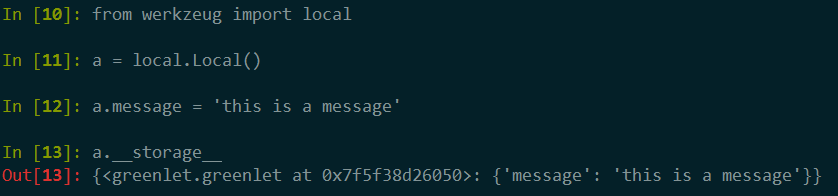 In [10]: from werkzeug import local
In [11]: a = local.Local()
In [12]: a.message = 'this is a message'
In [13]: a.__storage__
Out[13]: {<greenlet.greenlet at 0x7f5f38d26050>: {'message': 'this is a message'}}